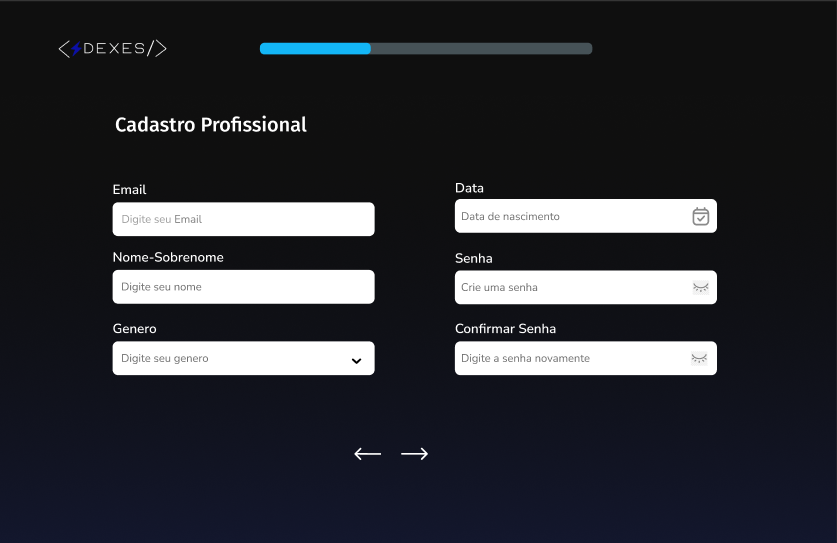 <DEXES/>
Cadastro Profissional
Email
Digite seu Email
Nome-Sobrenome
Digite seu nome
Genero
Digite seu genero
Data
Data de nascimento
Senha
Crie uma senha
Confirmar Senha
Digite a senha novamente